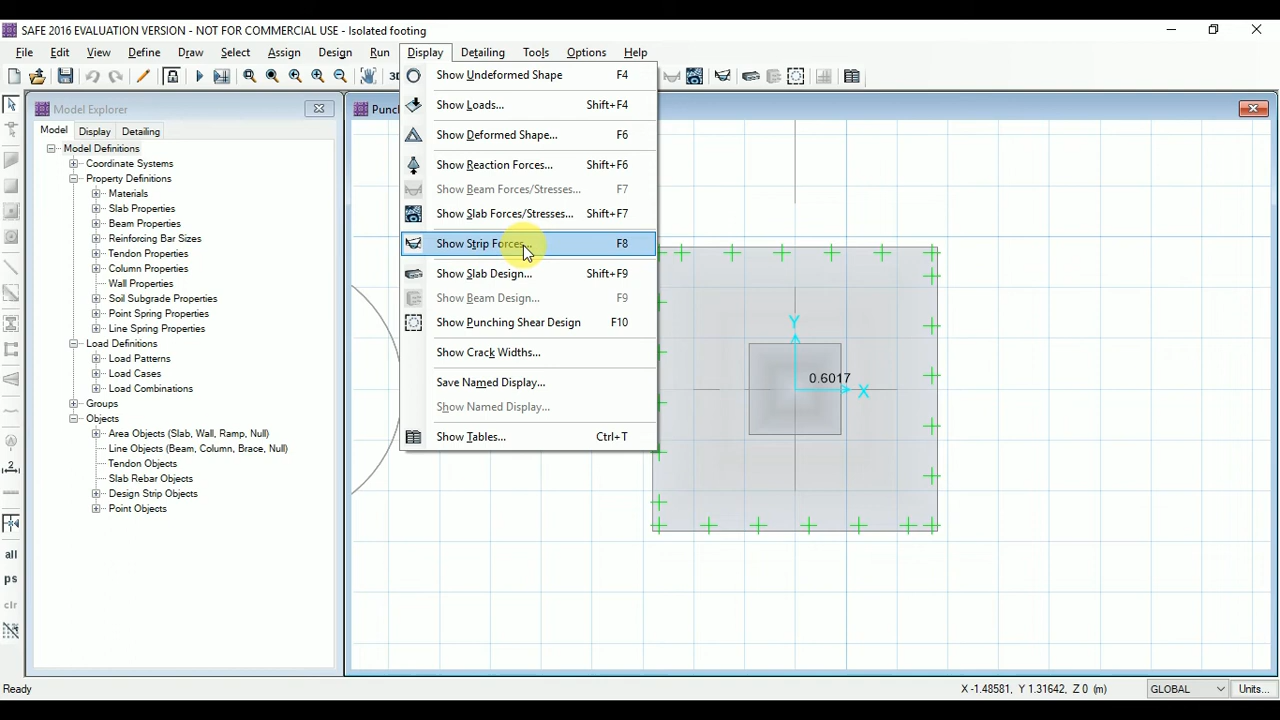 SAFE 2016 EVALUATION VERSION - NOT FOR COMMERCIAL USE - Isolated footing
File Edit View Define Draw Select Assign Design Run Display Detailing Tools Options Help
3D
Model Explorer
Model Display Detailing
Model Definitions
Coordinate Systems
Property Definitions
Materials
Slab Properties
Beam Properties
Reinforcing Bar Sizes
Tendon Properties
Column Properties
Wall Properties
Soil Subgrade Properties
Point Spring Properties
Line Spring Properties
Load Definitions
Load Patterns
Load Cases
Load Combinations
Groups
Objects
Area Objects (Slab, Wall, Ramp, Null)
Line Objects (Beam, Column, Brace, Null)
Tendon Objects
Slab Rebar Objects
Design Strip Objects
Point Objects
all
ps
clr
Show Undeformed Shape F4
Show Loads... Shift+F4
Show Deformed Shape... F6
Show Reaction Forces... Shift+F6
Show Beam Forces/Stresses... F7
Show Slab Forces/Stresses... Shift+F7
Show Strip Forces... F8
Show Slab Design... Shift+F9
Show Beam Design... F9
Show Punching Shear Design F10
Show Crack Widths...
Save Named Display...
Show Named Display...
Show Tables... Ctrl+T
Y
0.6017
X
Ready
X -1.48581, Y 1.31642, Z 0 (m)
GLOBAL
Units...